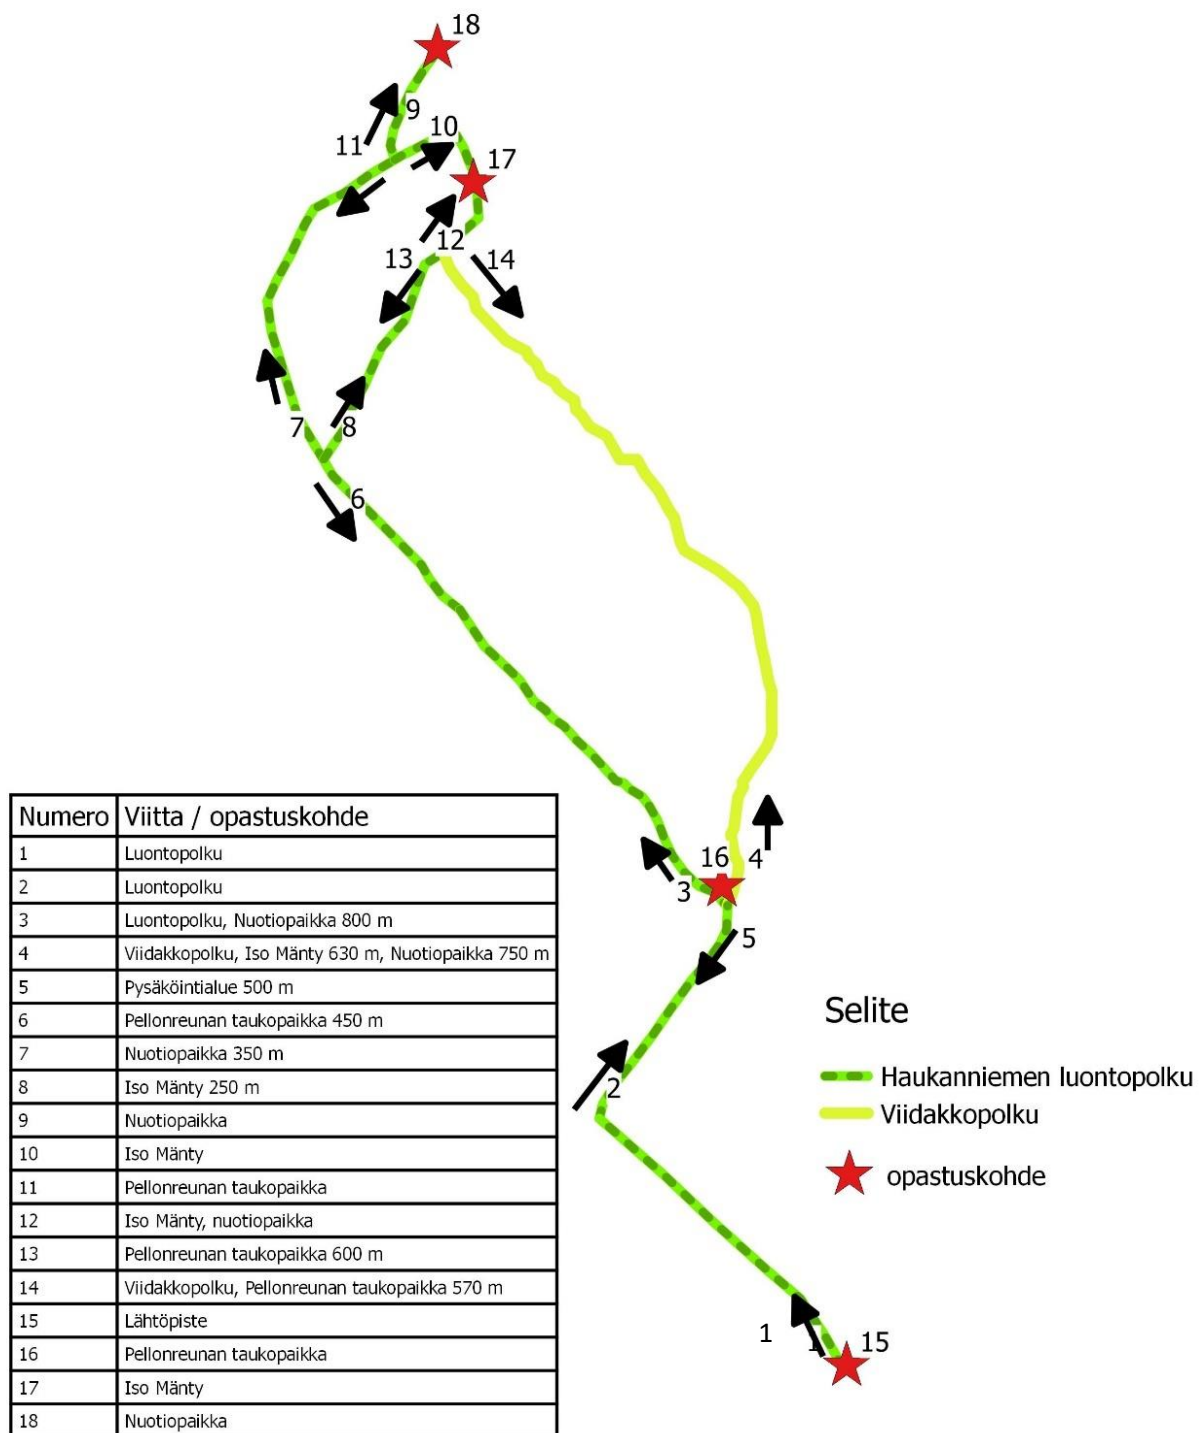 18
9
10
11
17
12
13
14
7
8
6
16
4
3
5
2
1
15
Numero Viitta / opastuskohde
1 Luontopolku
2 Luontopolku
3 Luontopolku, Nuotiopaikka 800 m
4 Viidakkopolku, Iso Mänty 630 m, Nuotiopaikka 750 m
5 Pysäköintialue 500 m
6 Pellonreunan taukopaikka 450 m
7 Nuotiopaikka 350 m
8 Iso Mänty 250 m
9 Nuotiopaikka
10 Iso Mänty
11 Pellonreunan taukopaikka
12 Iso Mänty, nuotiopaikka
13 Pellonreunan taukopaikka 600 m
14 Viidakkopolku, Pellonreunan taukopaikka 570 m
15 Lähtöpiste
16 Pellonreunan taukopaikka
17 Iso Mänty
18 Nuotiopaikka
Selite
Haukanniemen luontopolku
Viidakkopolku
opastuskohde